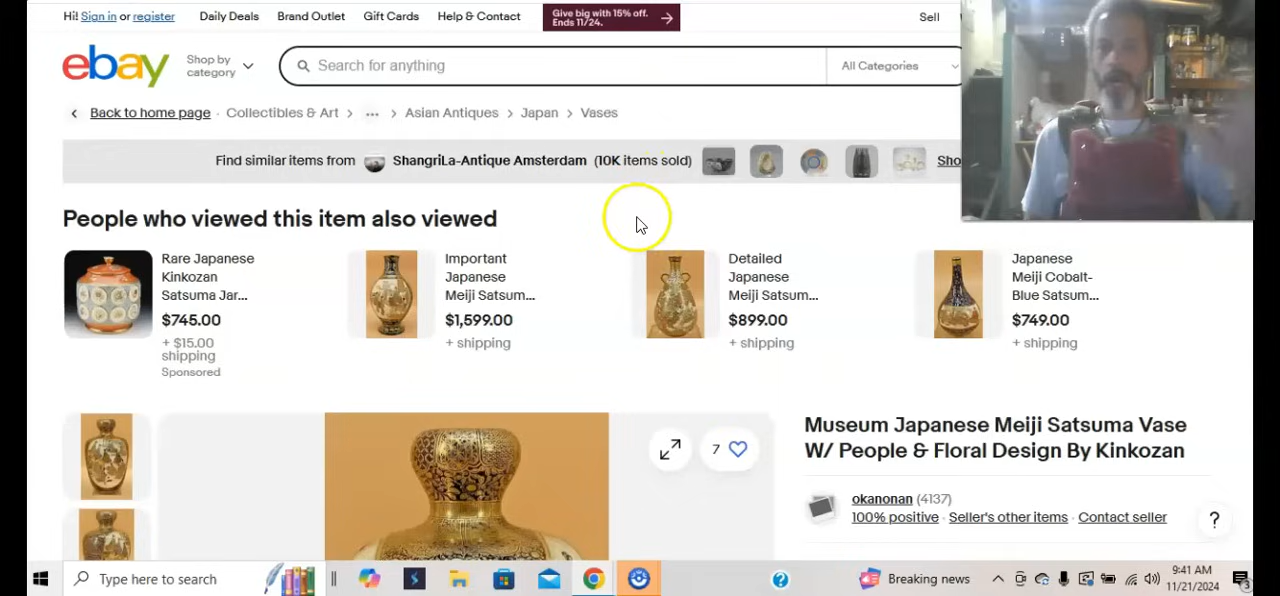 Hi! Sign in or register
Daily Deals
Brand Outlet
Gift Cards
Help & Contact
Give big with 15% off.
Ends 11/24.
Sell
ebay
Shop by
category
Search for anything
All Categories
Back to home page
Collectibles & Art
...
Asian Antiques
Japan
Vases
Find similar items from
ShangriLa-Antique Amsterdam
(10K items sold)
Sho
People who viewed this item also viewed
Rare Japanese
Kinkozan
Satsuma Jar...
$745.00
+ $15.00
shipping
Sponsored
Important
Japanese
Meiji Satsum...
$1,599.00
+ shipping
Detailed
Japanese
Meiji Satsum...
$899.00
+ shipping
Japanese
Meiji Cobalt-
Blue Satsum...
$749.00
+ shipping
7
Museum Japanese Meiji Satsuma Vase
W/ People & Floral Design By Kinkozan
okanonan (4137)
100% positive · Seller's other items · Contact seller
?
Type here to search
Breaking news
9:41 AM
11/21/2024
3